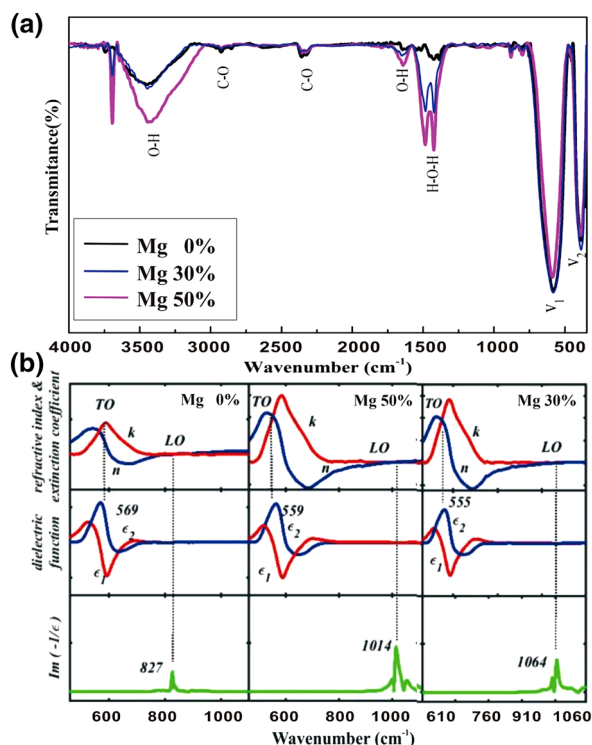 (a)
Transmitance(%)
O-H
C-O
C-O
O-H
H-O-H
V1
V2
Mg 0%
Mg 30%
Mg 50%
4000 3500 3000 2500 2000 1500 1000 500
Wavenumber (cm-1)
(b)
refractive index &
extinction coefficient
Mg 0%
TO
LO
k
n
Mg 50%
TO
LO
k
n
Mg 30%
TO
LO
k
n
dielectric
function
569
ϵ2
ϵ1
559
ϵ2
ϵ1
555
ϵ2
ϵ1
Im ( -1/ϵ )
827
1014
1064
600 800 1000
600 800 1000
610 760 910 1060
Wavenumber (cm-1)